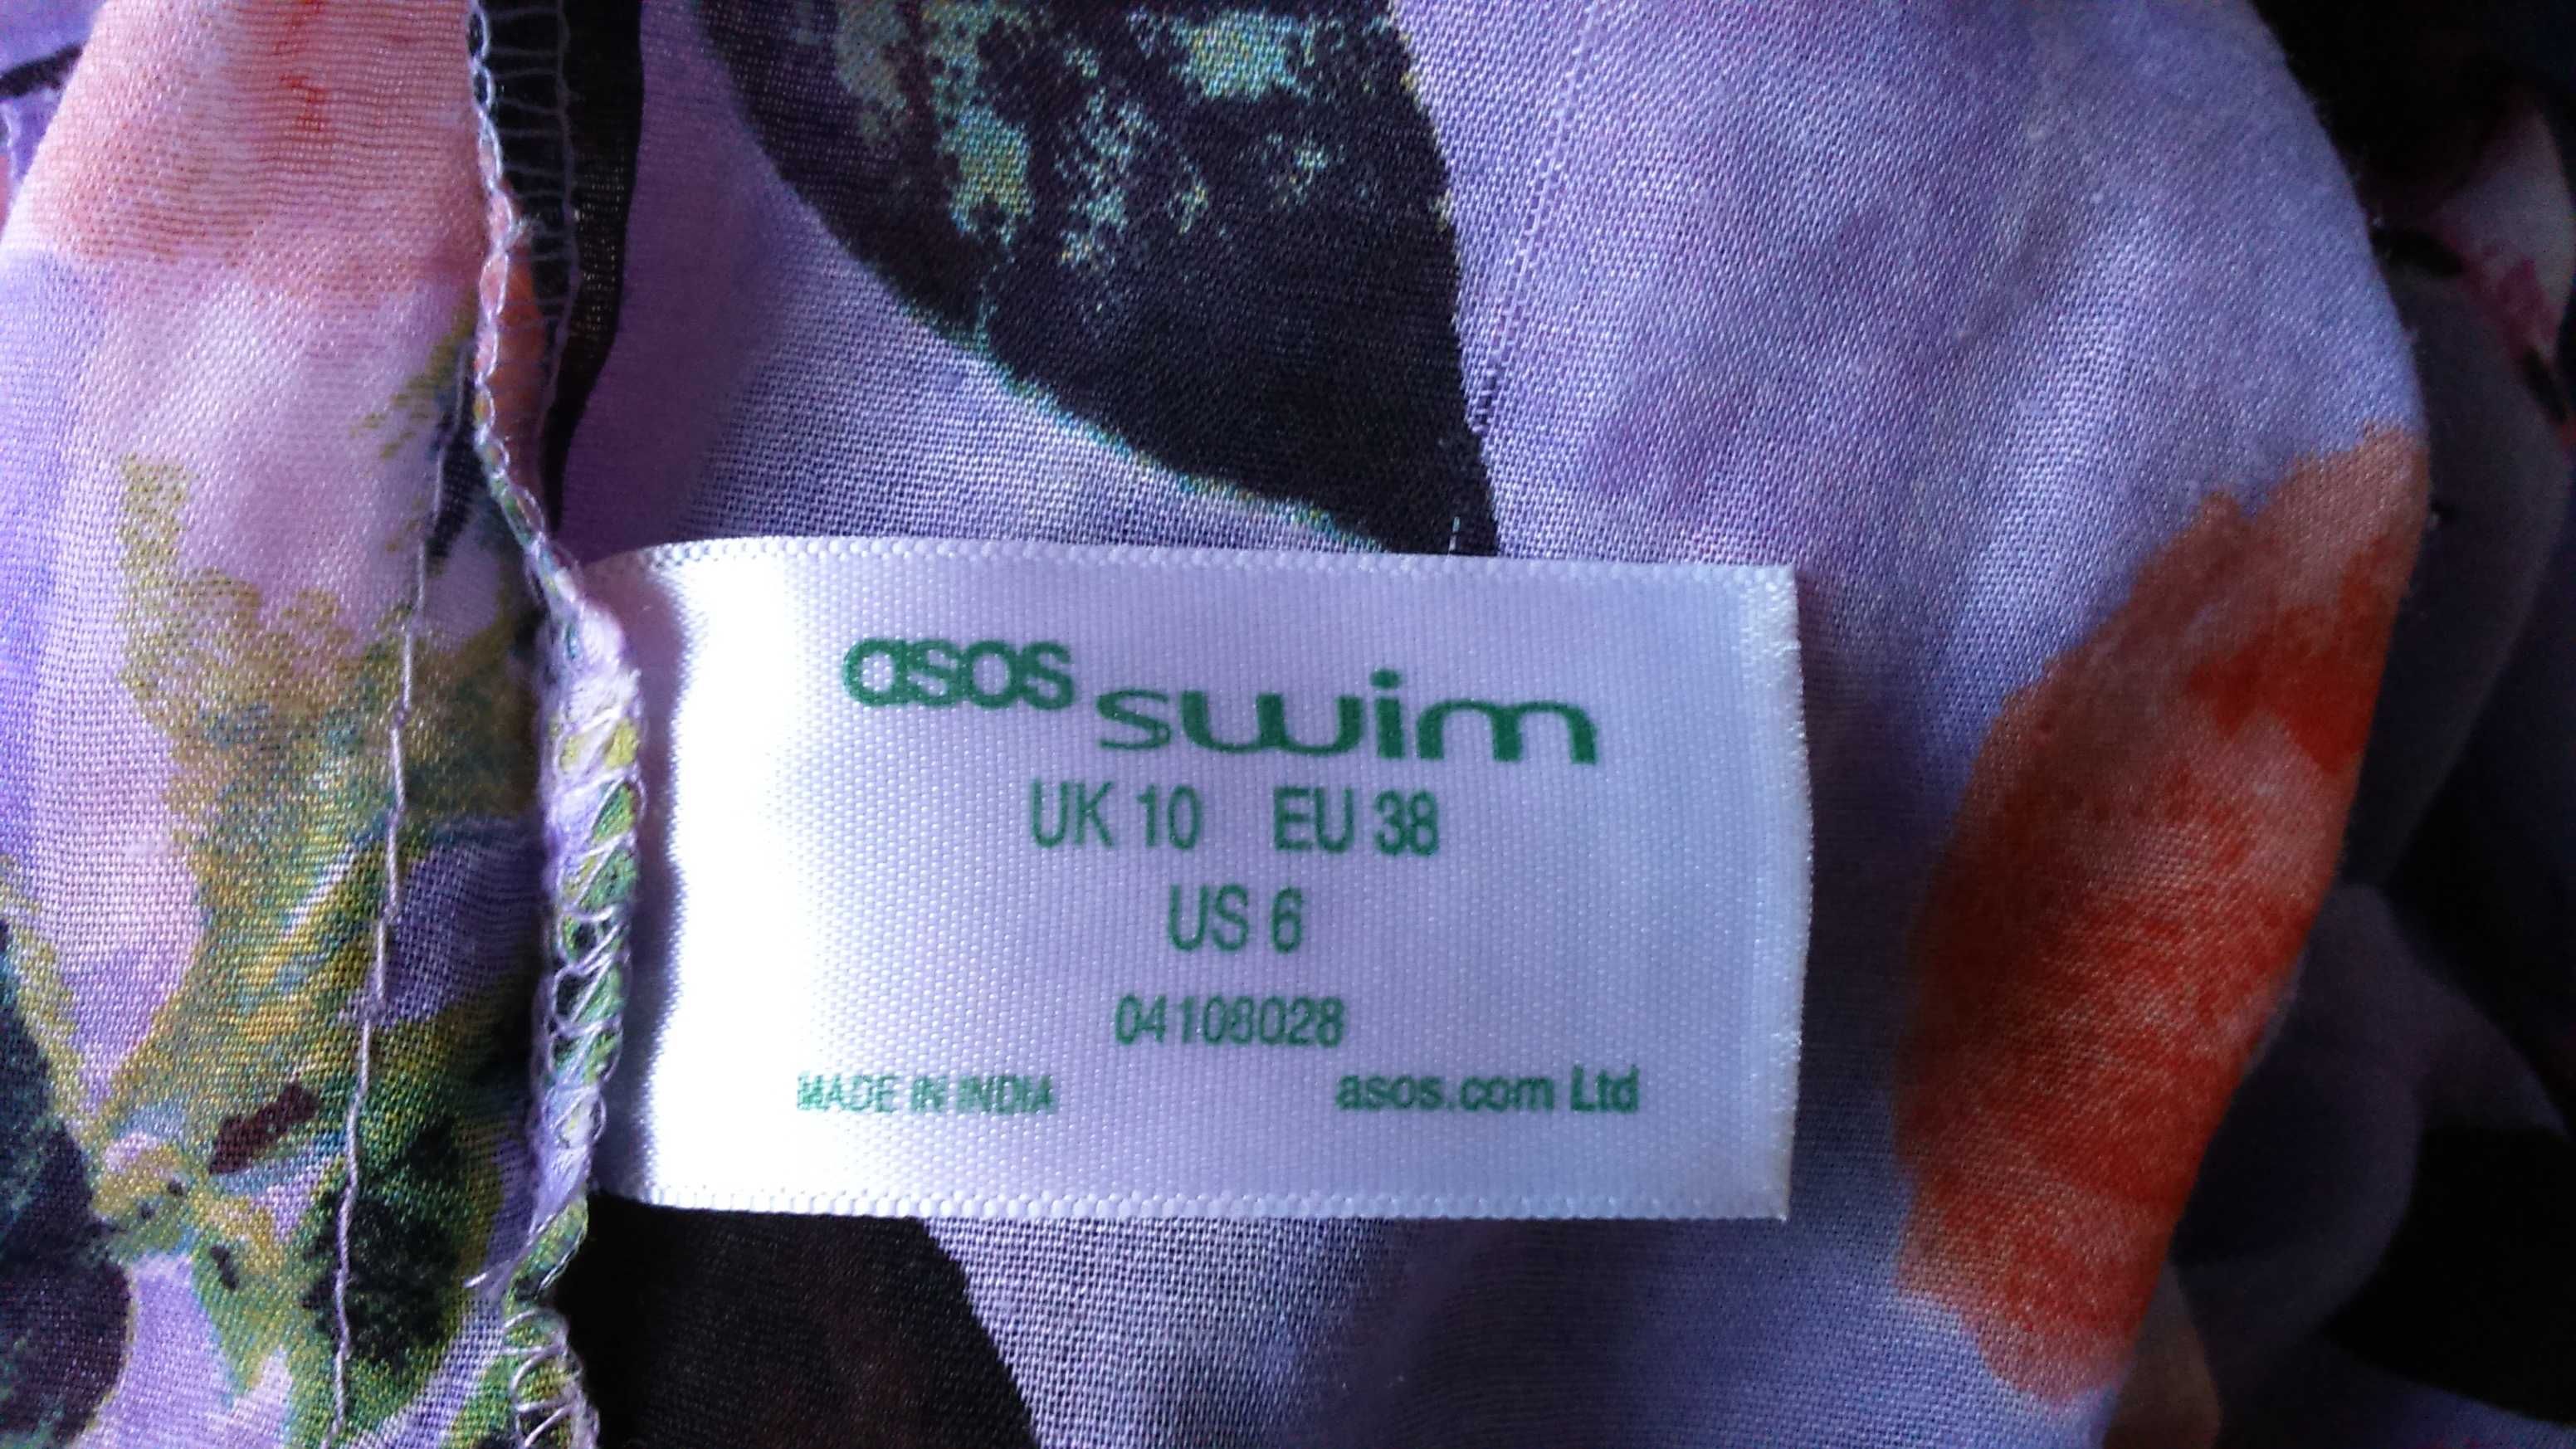 asos swim
UK 10 EU 38
US 6
04108028
MADE IN INDIA asos.com Ltd